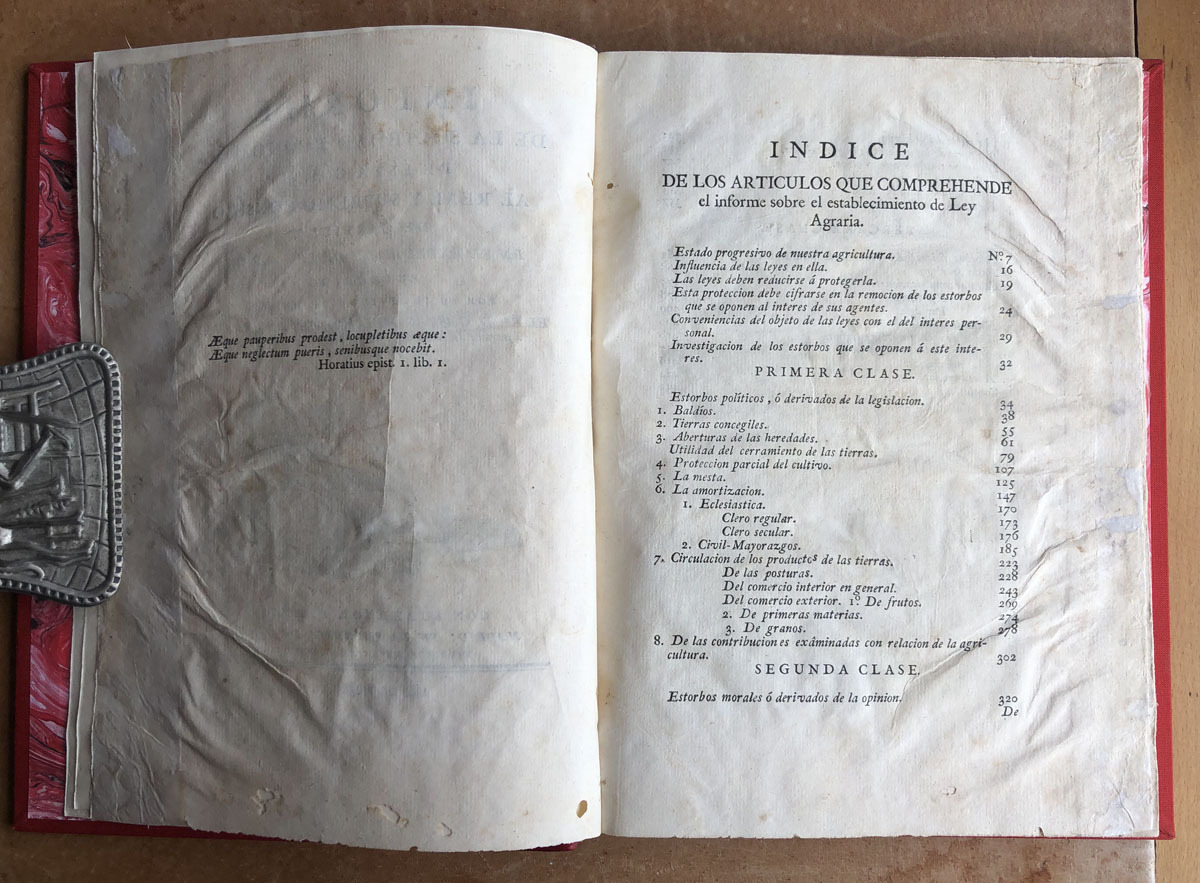 Æque pauperibus prodest, locupletibus æque:
Æque neglectum pueris, senibusque nocebit.
Horatius epist. 1. lib. 1.
INDICE
DE LOS ARTICULOS QUE COMPREHENDE
el informe sobre el establecimiento de Ley
Agraria.
Estado progresivo de nuestra agricultura. Nº. 7
Influencia de las leyes en ella. 16
Las leyes deben reducirse á protegerla. 19
Esta proteccion debe cifrarse en la remocion de los estorbos
que se oponen al interes de sus agentes. 24
Conveniencias del objeto de las leyes con el del interes per-
sonal. 29
Investigacion de los estorbos que se oponen á este inte-
res. 32
PRIMERA CLASE.
Estorbos políticos, ó derivados de la legislacion. 34
1. Baldíos. 38
2. Tierras concegiles. 55
3. Aberturas de las heredades. 61
Utilidad del cerramiento de las tierras. 79
4. Proteccion parcial del cultivo. 107
5. La mesta. 125
6. La amortizacion. 147
1. Eclesiastica. 170
Clero regular. 173
Clero secular. 176
2. Civil-Mayorazgos. 185
7. Circulacion de los productos de las tierras. 223
De las posturas. 228
Del comercio interior en general. 243
Del comercio exterior. 1º. De frutos. 269
2. De primeras materias. 274
3. De granos. 278
8. De las contribuciones exáminadas con relacion de la agri-
cultura. 302
SEGUNDA CLASE.
Estorbos morales ó derivados de la opinion. 320
De